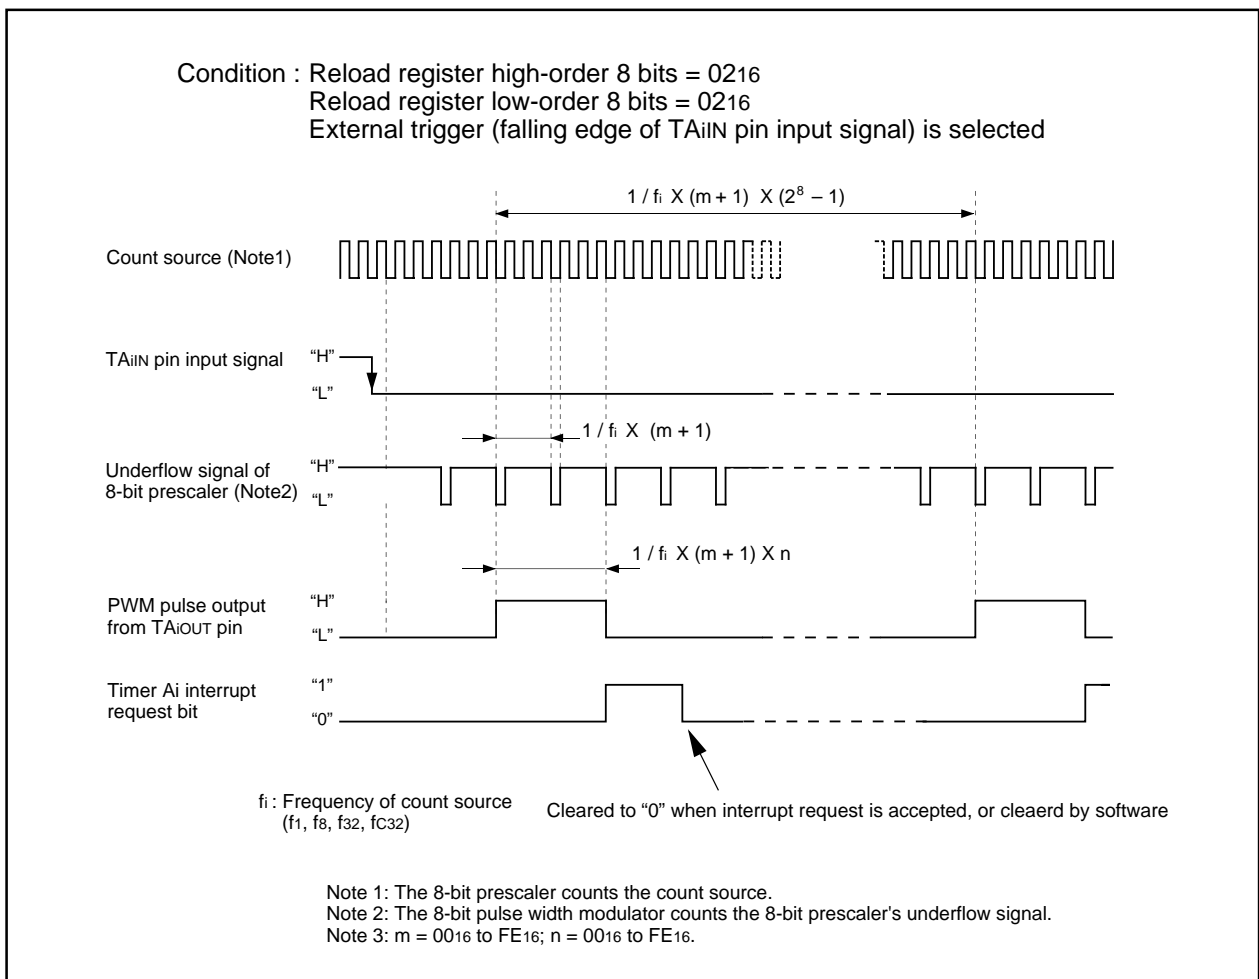 Condition : Reload register high-order 8 bits = 0216
Reload register low-order 8 bits = 0216
External trigger (falling edge of TAiIN pin input signal) is selected
1 / fi X (m + 1) X (2^8 – 1)
Count source (Note1)
TAiIN pin input signal
“H”
“L”
1 / fi X (m + 1)
Underflow signal of
8-bit prescaler (Note2)
“H”
“L”
1 / fi X (m + 1) X n
PWM pulse output
from TAiOUT pin
“H”
“L”
Timer Ai interrupt
request bit
“1”
“0”
fi : Frequency of count source
(f1, f8, f32, fC32)
Cleared to “0” when interrupt request is accepted, or cleaerd by software
Note 1: The 8-bit prescaler counts the count source.
Note 2: The 8-bit pulse width modulator counts the 8-bit prescaler's underflow signal.
Note 3: m = 0016 to FE16; n = 0016 to FE16.